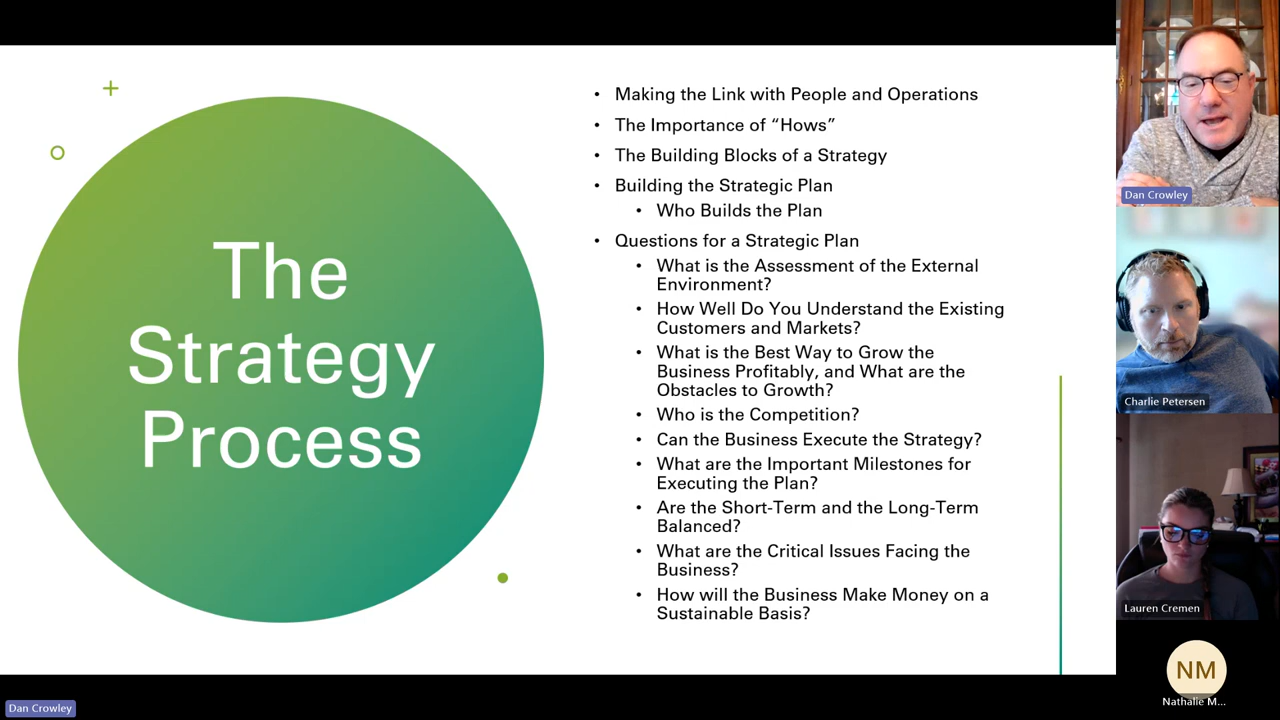 The
Strategy
Process
• Making the Link with People and Operations
• The Importance of “Hows”
• The Building Blocks of a Strategy
• Building the Strategic Plan
• Who Builds the Plan
• Questions for a Strategic Plan
• What is the Assessment of the External
Environment?
• How Well Do You Understand the Existing
Customers and Markets?
• What is the Best Way to Grow the
Business Profitably, and What are the
Obstacles to Growth?
• Who is the Competition?
• Can the Business Execute the Strategy?
• What are the Important Milestones for
Executing the Plan?
• Are the Short-Term and the Long-Term
Balanced?
• What are the Critical Issues Facing the
Business?
• How will the Business Make Money on a
Sustainable Basis?
Dan Crowley
Charlie Petersen
Lauren Cremen
NM
Nathalie M...
Dan Crowley